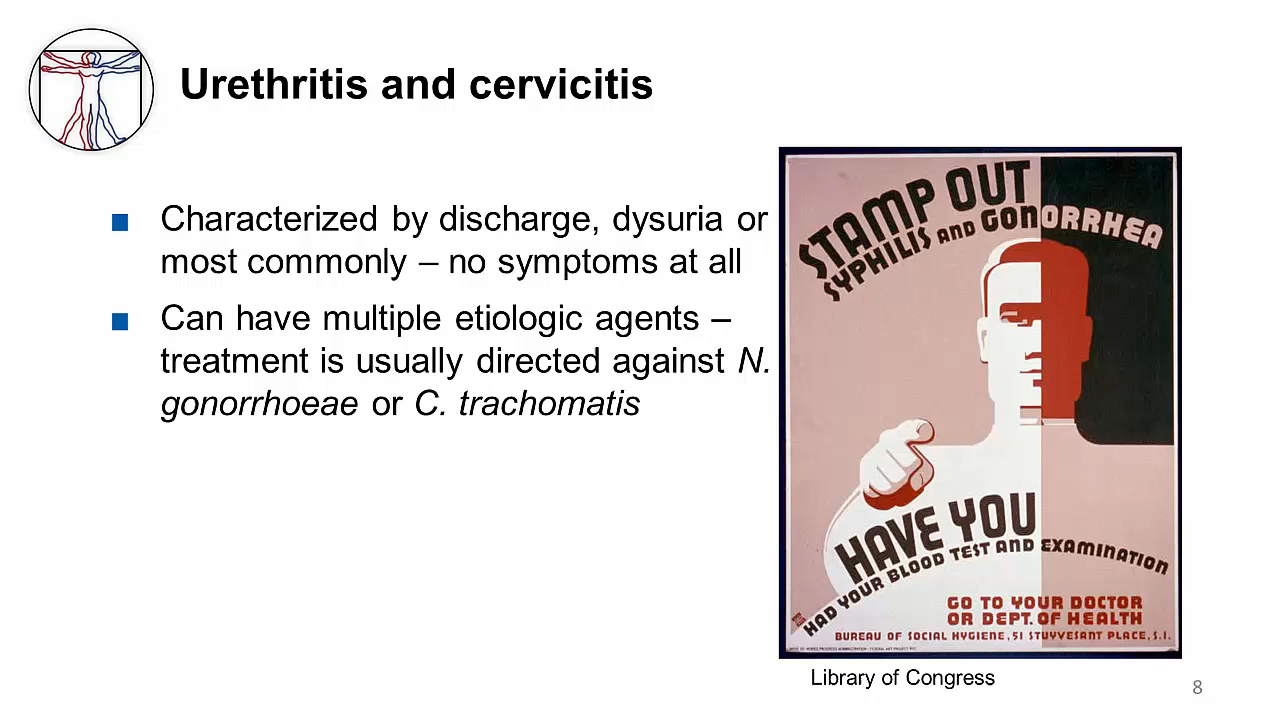 Urethritis and cervicitis
Characterized by discharge, dysuria or
most commonly – no symptoms at all
Can have multiple etiologic agents –
treatment is usually directed against N.
gonorrhoeae or C. trachomatis
STAMP OUT
SYPHILIS AND GONORRHEA
HAVE YOU
HAD YOUR BLOOD TEST AND EXAMINATION
GO TO YOUR DOCTOR
OR DEPT. OF HEALTH
BUREAU OF SOCIAL HYGIENE, 51 STUYVESANT PLACE, S.I.
Library of Congress
8